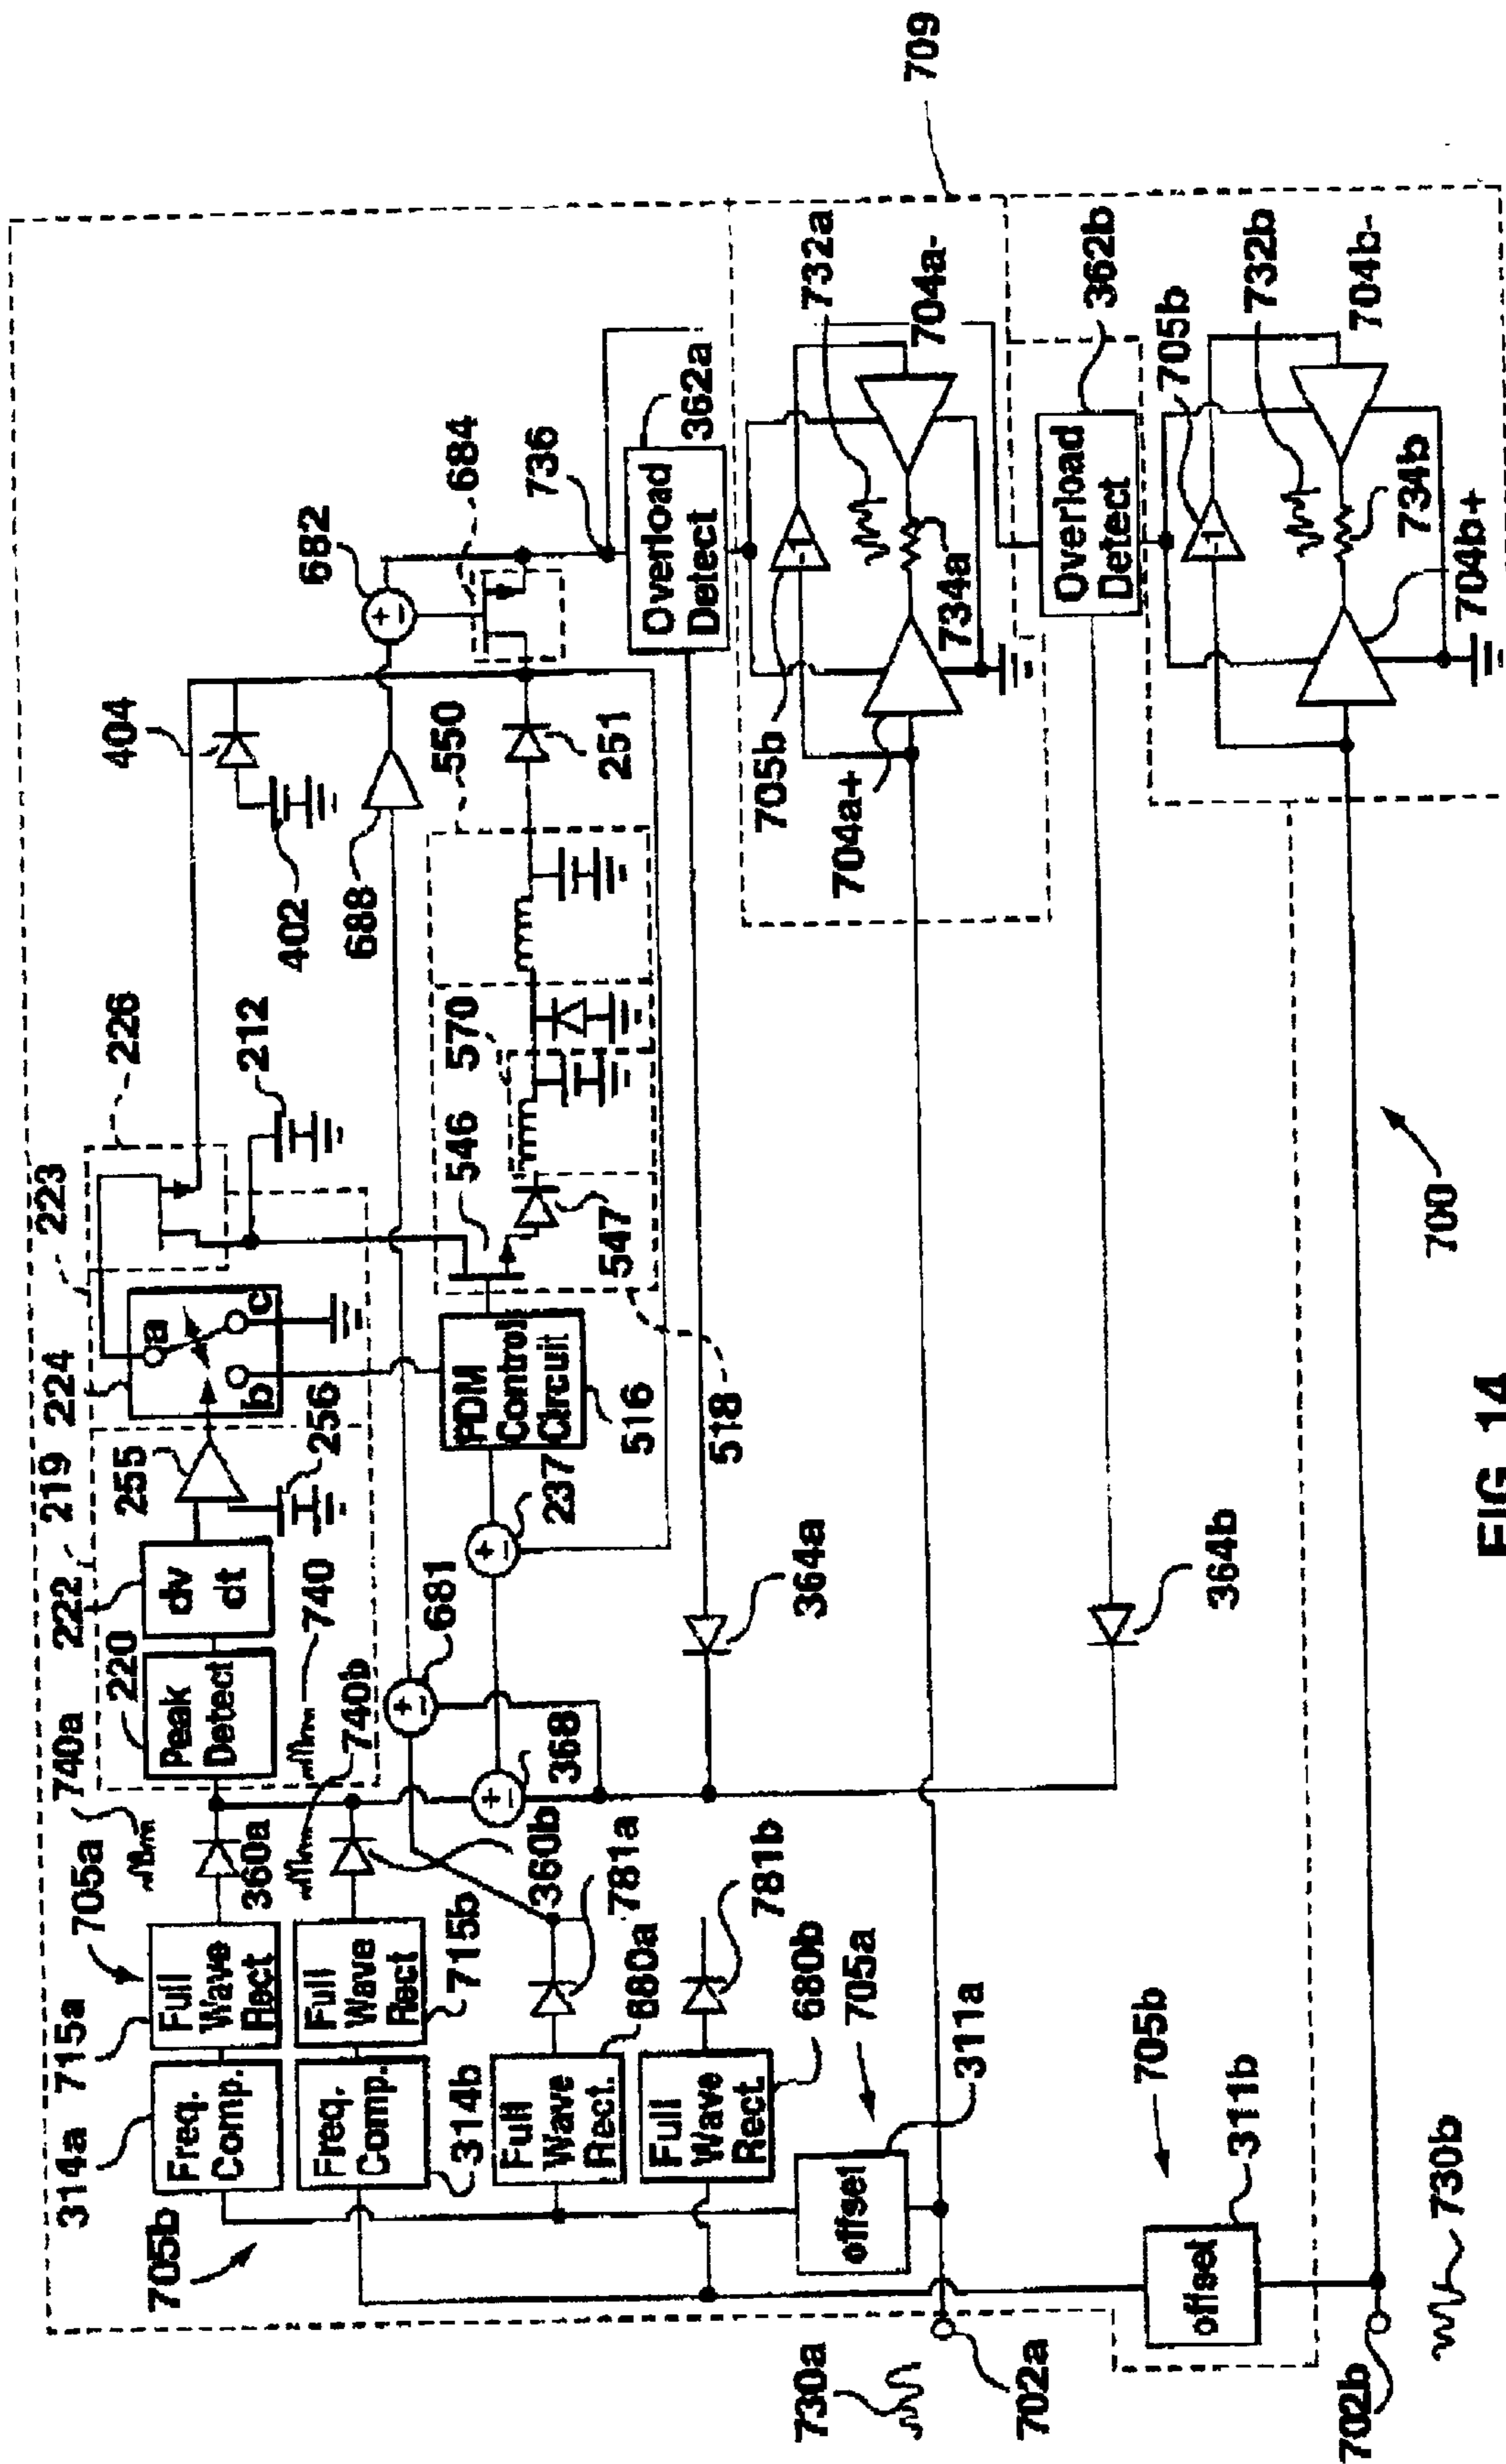 314a 715a 705a 740a 222 219 224 223 226
220
255
Freq. Comp.
Full Wave Rect
360a
Peak Detect
dv dt
256
a
b
c
212
404
402
682
684
688
550
251
736
740
740b
705b
Freq. Comp.
314b
Full Wave Rect
715b
360b
681
368
237
PDM Control Circuit
516
518
546
547
570
Full Wave Rect.
680a
781a
Full Wave Rect.
680b
781b
364a
Overload Detect
362a
705a
offset
311a
730a
702a
705b
-1
704a+
734a
732a
704a-
709
364b
Overload Detect
362b
705b
offset
311b
702b
730b
700
705b
-1
704b+
734b
732b
704b-
FIG. 14